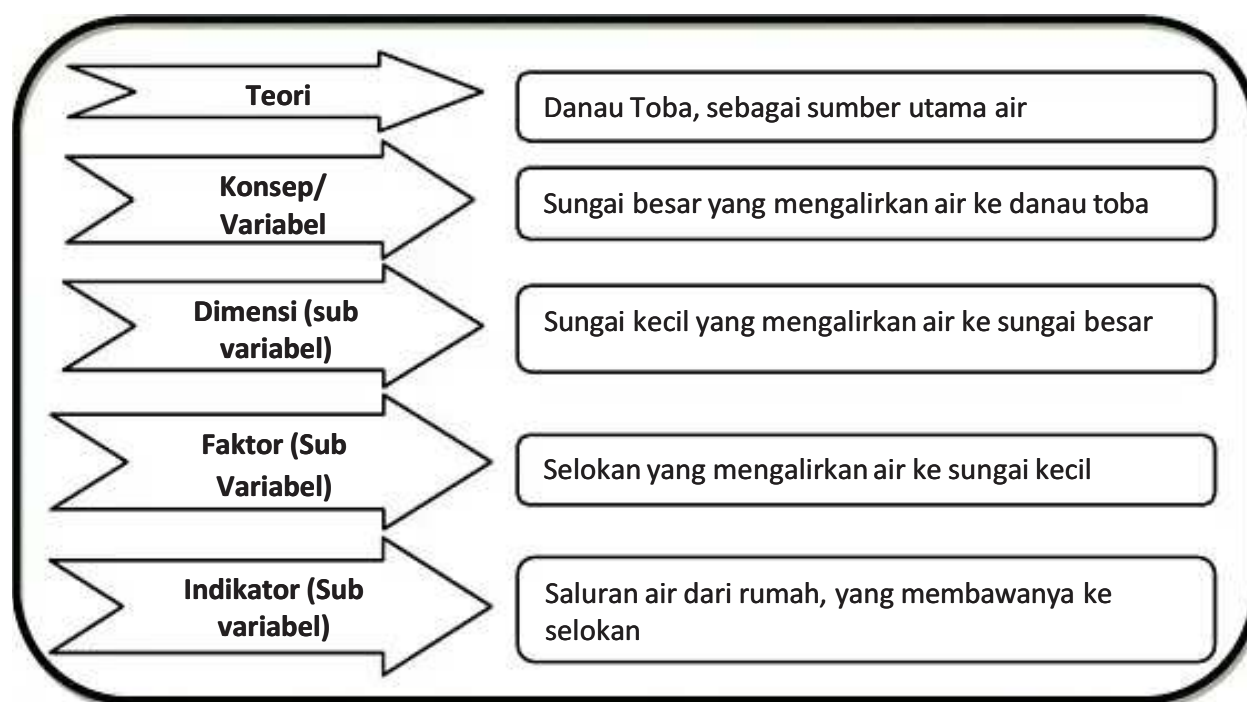 Teori
Danau Toba, sebagai sumber utama air
Konsep/
Variabel
Sungai besar yang mengalirkan air ke danau toba
Dimensi (sub
variabel)
Sungai kecil yang mengalirkan air ke sungai besar
Faktor (Sub
Variabel)
Selokan yang mengalirkan air ke sungai kecil
Indikator (Sub
variabel)
Saluran air dari rumah, yang membawanya ke
selokan